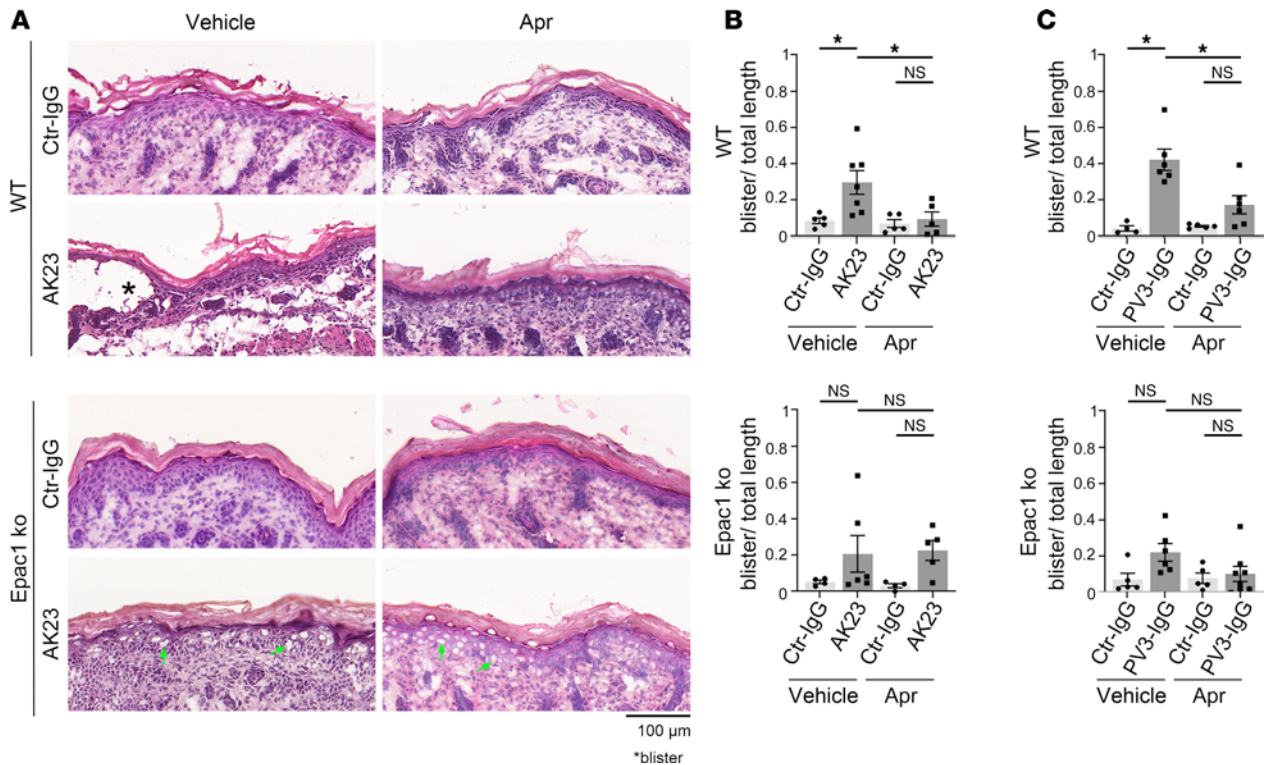 A
Vehicle
Apr
WT
Ctr-IgG
AK23
*
Epac1 ko
Ctr-IgG
AK23
100 µm
*blister
B
WT
blister/ total length
1
0.8
0.6
0.4
0.2
0
*
*
NS
Ctr-IgG
AK23
Ctr-IgG
AK23
Vehicle
Apr
Epac1 ko
blister/ total length
1
0.8
0.6
0.4
0.2
0
NS
NS
NS
Ctr-IgG
AK23
Ctr-IgG
AK23
Vehicle
Apr
C
WT
blister/ total length
1
0.8
0.6
0.4
0.2
0
*
*
NS
Ctr-IgG
PV3-IgG
Ctr-IgG
PV3-IgG
Vehicle
Apr
Epac1 ko
blister/ total length
1
0.8
0.6
0.4
0.2
0
NS
NS
NS
Ctr-IgG
PV3-IgG
Ctr-IgG
PV3-IgG
Vehicle
Apr